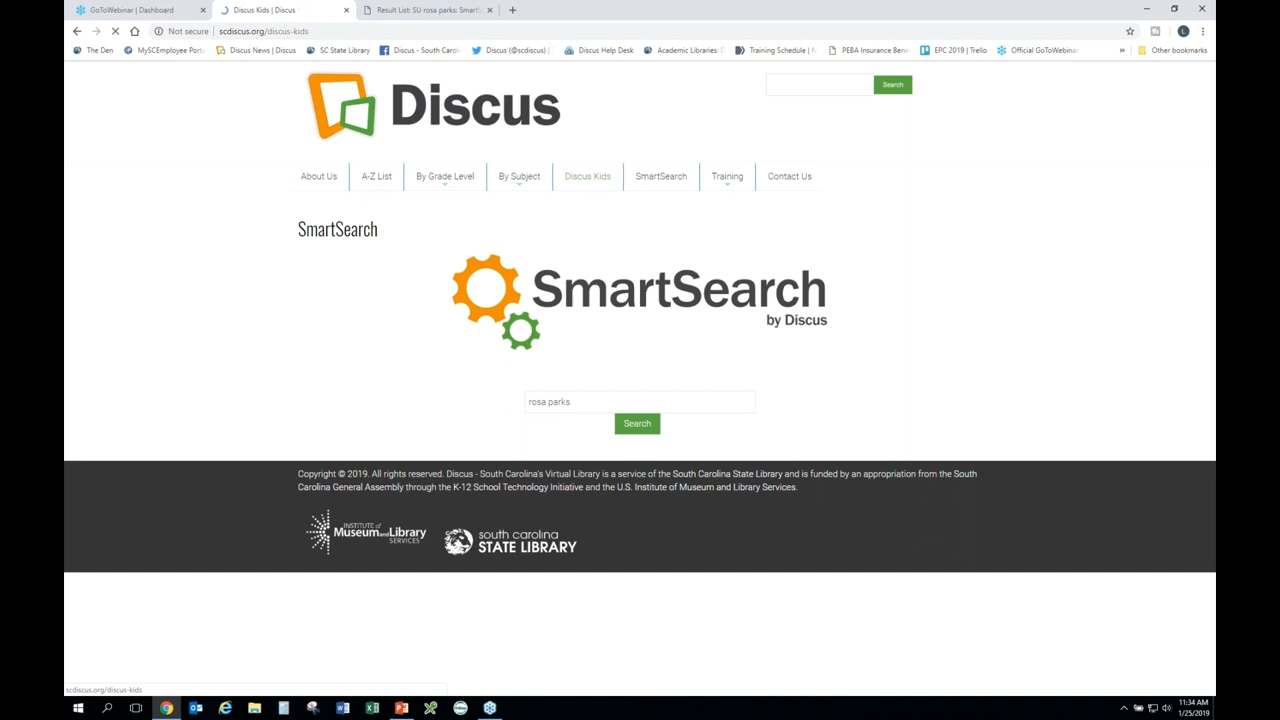 GoToWebinar | Dashboard
Discus Kids | Discus
Result List: SU rosa parks: SmartS
Not secure | scdiscus.org/discus-kids
The Den
MySCEmployee Port
Discus News | Discus
SC State Library
Discus - South Caroli
Discus (@scdiscus) |
Discus Help Desk
Academic Libraries: D
Training Schedule | N
PEBA Insurance Bene
EPC 2019 | Trello
Official GoToWebinar
Other bookmarks
Discus
Search
About Us
A-Z List
By Grade Level
By Subject
Discus Kids
SmartSearch
Training
Contact Us
SmartSearch
SmartSearch
by Discus
rosa parks
Search
Copyright © 2019. All rights reserved. Discus - South Carolina's Virtual Library is a service of the South Carolina State Library and is funded by an appropriation from the South
Carolina General Assembly through the K-12 School Technology Initiative and the U.S. Institute of Museum and Library Services.
INSTITUTE of
Museum and Library
SERVICES
south carolina
STATE LIBRARY
scdiscus.org/discus-kids
11:34 AM
1/25/2019